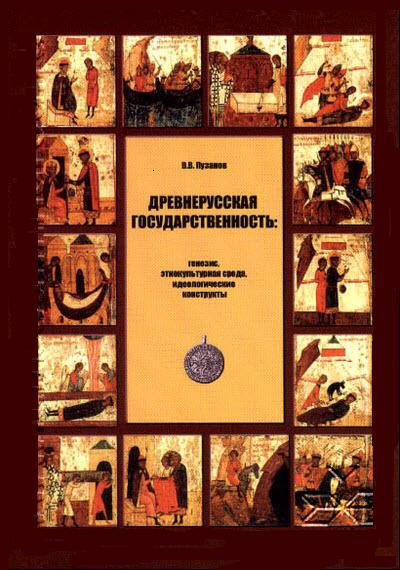 В.В. Пузанов
ДРЕВНЕРУССКАЯ
ГОСУДАРСТВЕННОСТЬ:
генезис,
этнокультурная среда,
идеологические
конструкты